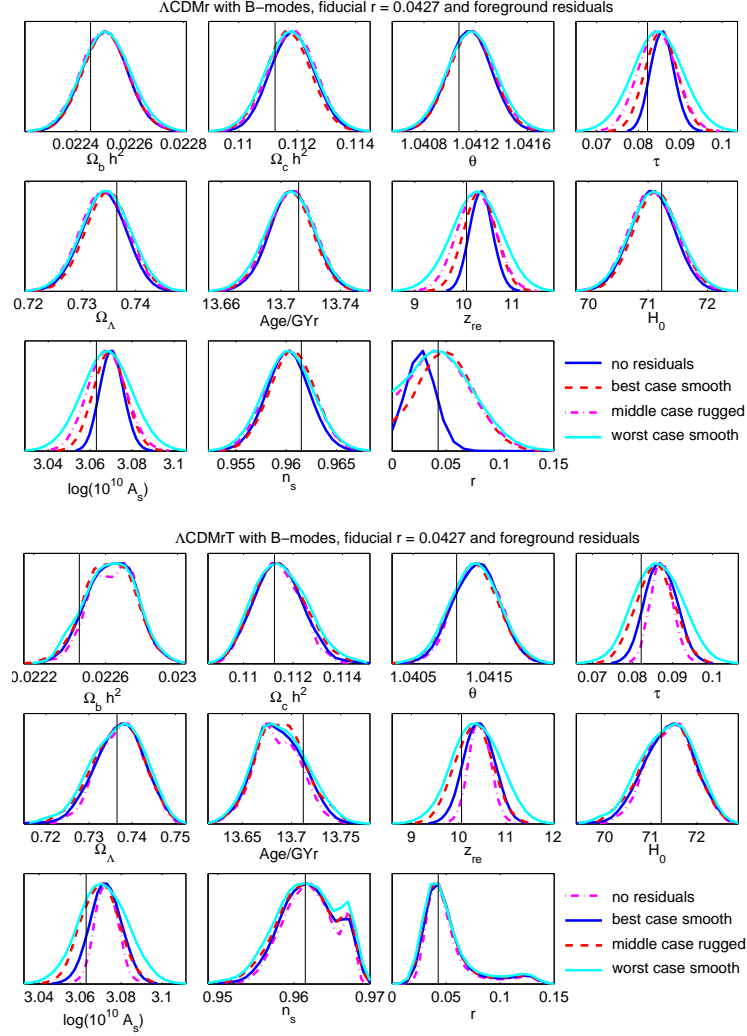 ΛCDMr with B-modes, fiducial r = 0.0427 and foreground residuals
0.0224 0.0226 0.0228
Ω_b h²
0.11 0.112 0.114
Ω_c h²
1.0408 1.0412 1.0416
θ
0.07 0.08 0.09 0.1
τ
0.72 0.73 0.74
Ω_Λ
13.66 13.7 13.74
Age/GYr
9 10 11
z_re
70 71 72
H_0
3.04 3.06 3.08 3.1
log(10^10 A_s)
0.955 0.96 0.965
n_s
0 0.05 0.1 0.15
r
no residuals
best case smooth
middle case rugged
worst case smooth
ΛCDMrT with B-modes, fiducial r = 0.0427 and foreground residuals
0.0222 0.0226 0.023
Ω_b h²
0.11 0.112 0.114
Ω_c h²
1.0405 1.0415
θ
0.07 0.08 0.09 0.1
τ
0.72 0.73 0.74 0.75
Ω_Λ
13.65 13.7 13.75
Age/GYr
9 10 11 12
z_re
70 71 72
H_0
3.04 3.06 3.08 3.1
log(10^10 A_s)
0.95 0.96 0.97
n_s
0 0.05 0.1 0.15
r
no residuals
best case smooth
middle case rugged
worst case smooth